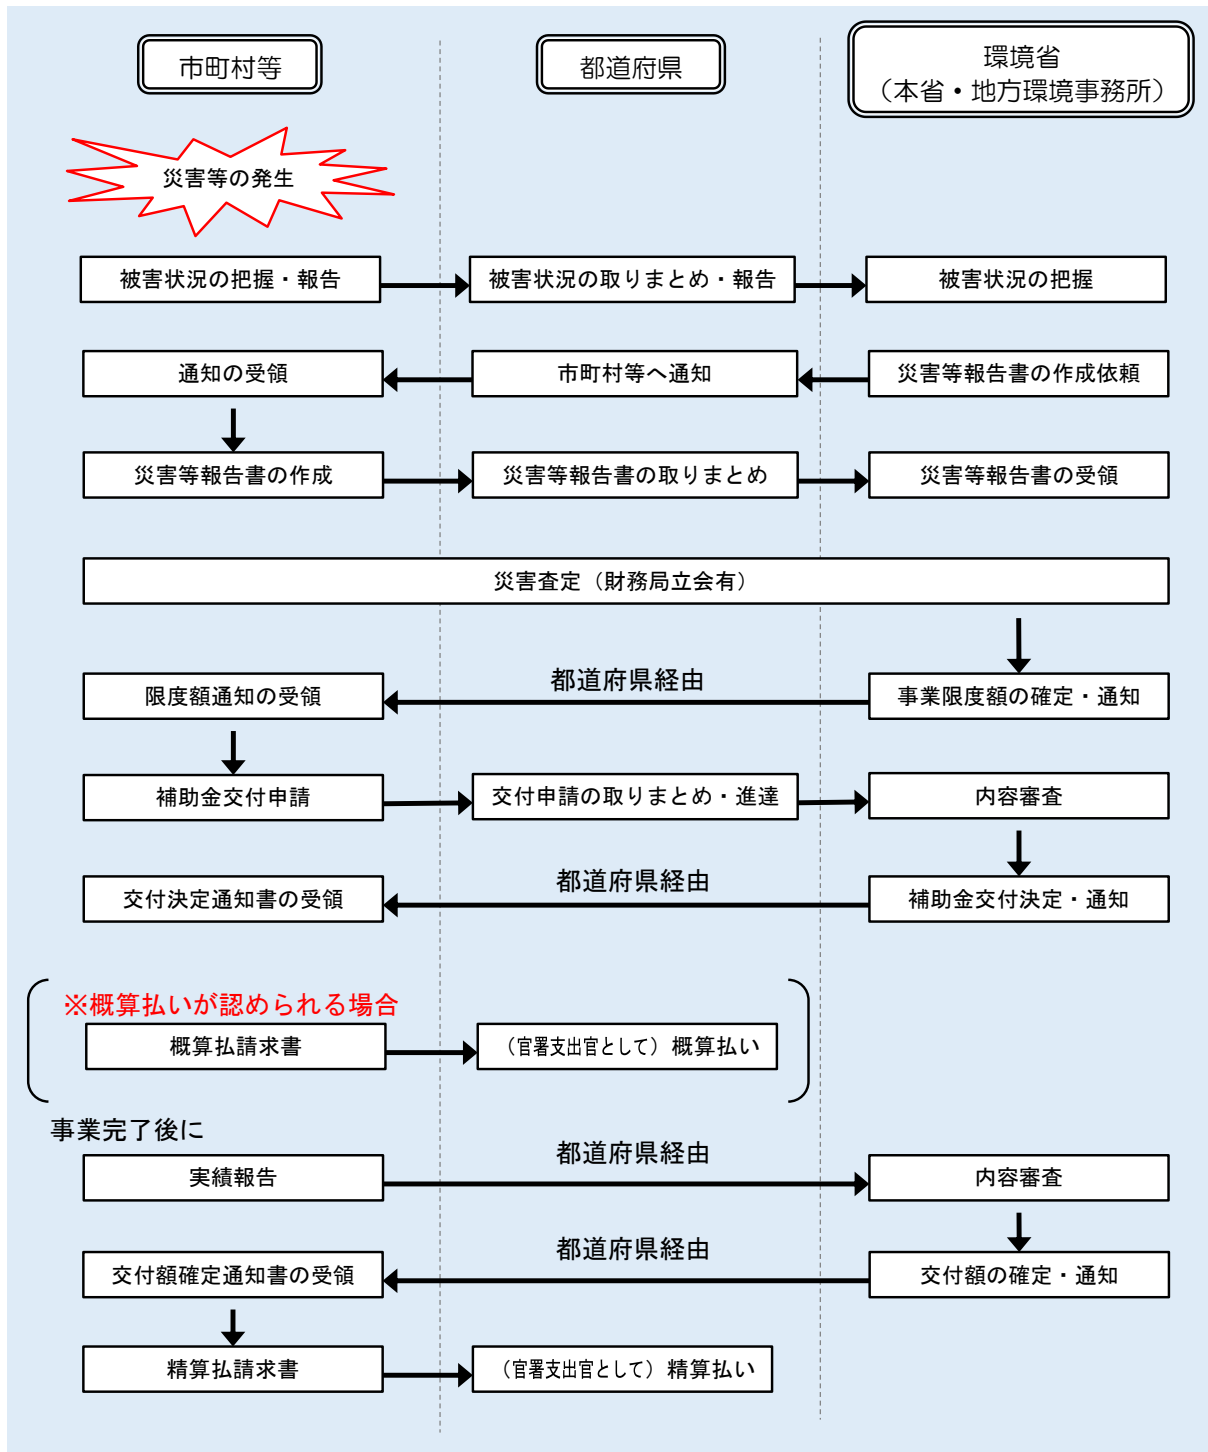 市町村等
都道府県
環境省
（本省・地方環境事務所）
災害等の発生
被害状況の把握・報告
被害状況の取りまとめ・報告
被害状況の把握
通知の受領
市町村等へ通知
災害等報告書の作成依頼
災害等報告書の作成
災害等報告書の取りまとめ
災害等報告書の受領
災害査定（財務局立会有）
都道府県経由
限度額通知の受領
事業限度額の確定・通知
補助金交付申請
交付申請の取りまとめ・進達
内容審査
都道府県経由
交付決定通知書の受領
補助金交付決定・通知
※概算払いが認められる場合
概算払請求書
（官署支出官として）概算払い
事業完了後に
都道府県経由
実績報告
内容審査
都道府県経由
交付額確定通知書の受領
交付額の確定・通知
精算払請求書
（官署支出官として）精算払い